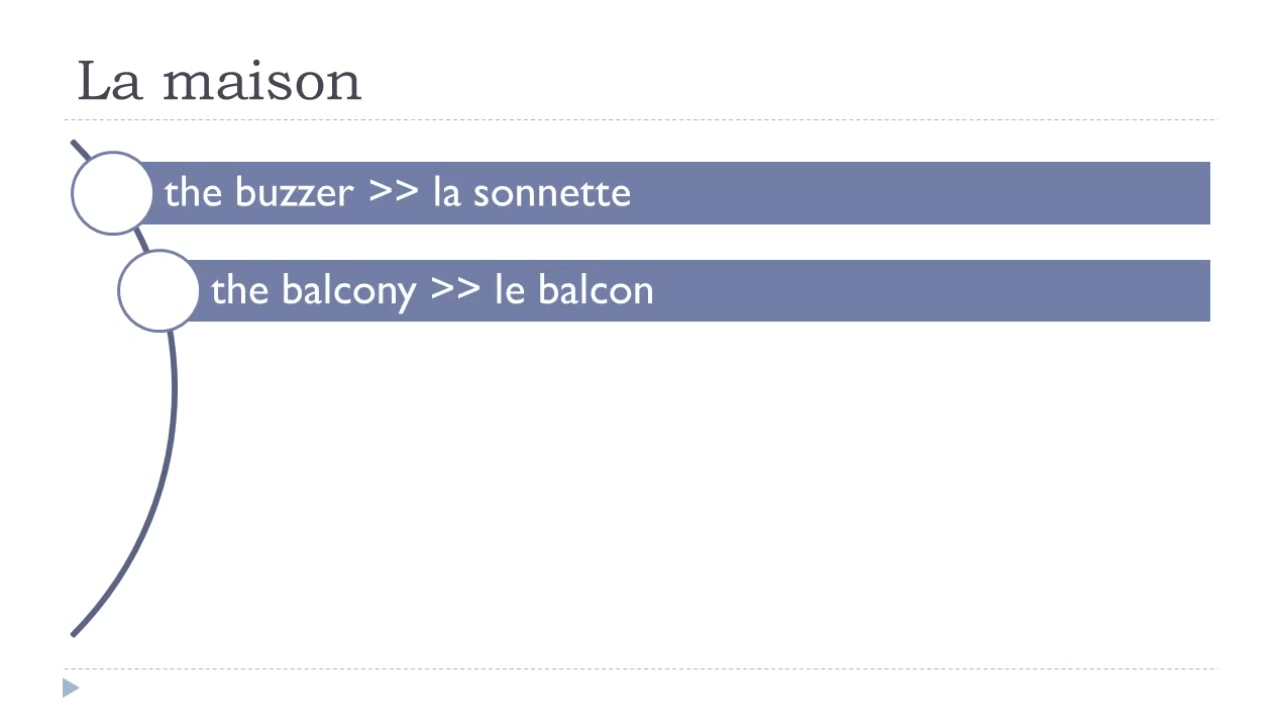 La maison
the buzzer >> la sonnette
the balcony >> le balcon